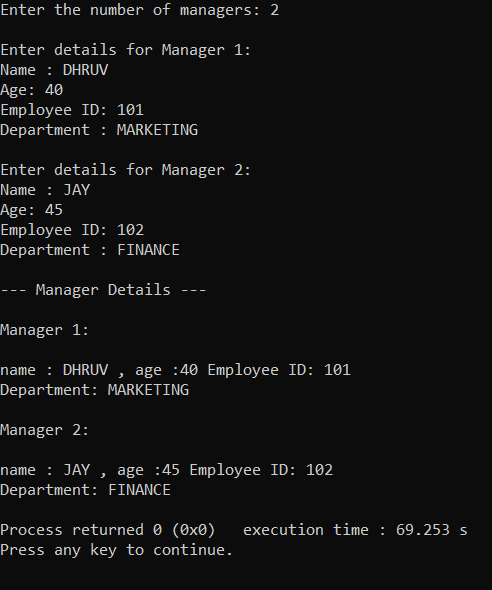 Enter the number of managers: 2
Enter details for Manager 1:
Name : DHRUV
Age: 40
Employee ID: 101
Department : MARKETING
Enter details for Manager 2:
Name : JAY
Age: 45
Employee ID: 102
Department : FINANCE
--- Manager Details ---
Manager 1:
name : DHRUV , age :40 Employee ID: 101
Department: MARKETING
Manager 2:
name : JAY , age :45 Employee ID: 102
Department: FINANCE
Process returned 0 (0x0)   execution time : 69.253 s
Press any key to continue.